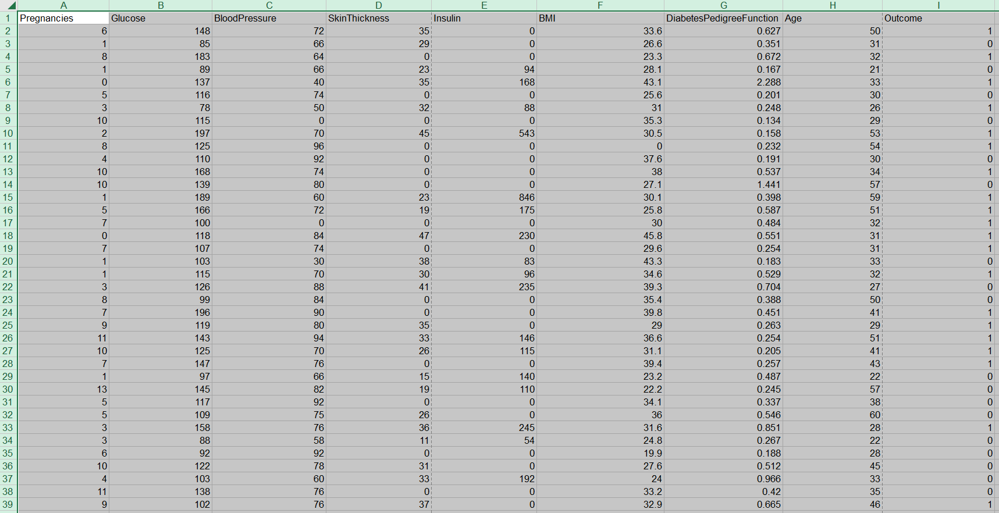 A B C D E F G H I
1 Pregnancies Glucose BloodPressure SkinThickness Insulin BMI DiabetesPedigreeFunction Age Outcome
2 6 148 72 35 0 33.6 0.627 50 1
3 1 85 66 29 0 26.6 0.351 31 0
4 8 183 64 0 0 23.3 0.672 32 1
5 1 89 66 23 94 28.1 0.167 21 0
6 0 137 40 35 168 43.1 2.288 33 1
7 5 116 74 0 0 25.6 0.201 30 0
8 3 78 50 32 88 31 0.248 26 1
9 10 115 0 0 0 35.3 0.134 29 0
10 2 197 70 45 543 30.5 0.158 53 1
11 8 125 96 0 0 0 0.232 54 1
12 4 110 92 0 0 37.6 0.191 30 0
13 10 168 74 0 0 38 0.537 34 1
14 10 139 80 0 0 27.1 1.441 57 0
15 1 189 60 23 846 30.1 0.398 59 1
16 5 166 72 19 175 25.8 0.587 51 1
17 7 100 0 0 0 30 0.484 32 1
18 0 118 84 47 230 45.8 0.551 31 1
19 7 107 74 0 0 29.6 0.254 31 1
20 1 103 30 38 83 43.3 0.183 33 0
21 1 115 70 30 96 34.6 0.529 32 1
22 3 126 88 41 235 39.3 0.704 27 0
23 8 99 84 0 0 35.4 0.388 50 0
24 7 196 90 0 0 39.8 0.451 41 1
25 9 119 80 35 0 29 0.263 29 1
26 11 143 94 33 146 36.6 0.254 51 1
27 10 125 70 26 115 31.1 0.205 41 1
28 7 147 76 0 0 39.4 0.257 43 1
29 1 97 66 15 140 23.2 0.487 22 0
30 13 145 82 19 110 22.2 0.245 57 0
31 5 117 92 0 0 34.1 0.337 38 0
32 5 109 75 26 0 36 0.546 60 0
33 3 158 76 36 245 31.6 0.851 28 1
34 3 88 58 11 54 24.8 0.267 22 0
35 6 92 92 0 0 19.9 0.188 28 0
36 10 122 78 31 0 27.6 0.512 45 0
37 4 103 60 33 192 24 0.966 33 0
38 11 138 76 0 0 33.2 0.42 35 0
39 9 102 76 37 0 32.9 0.665 46 1